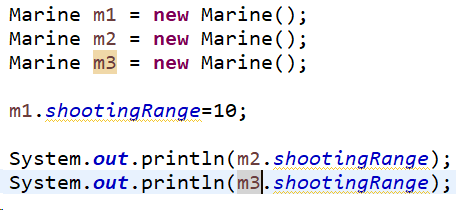 Marine m1 = new Marine();
Marine m2 = new Marine();
Marine m3 = new Marine();
m1.shootingRange=10;
System.out.println(m2.shootingRange);
System.out.println(m3.shootingRange);